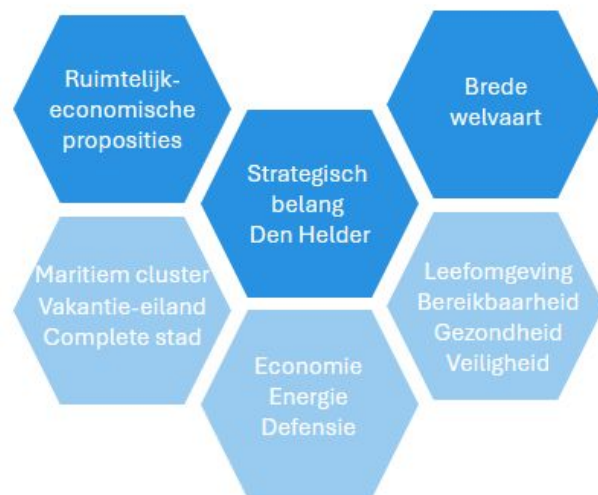 Ruimtelijk-
economische
proposities
Brede
welvaart
Strategisch
belang
Den Helder
Maritiem cluster
Vakantie-eiland
Complete stad
Leefomgeving
Bereikbaarheid
Gezondheid
Veiligheid
Economie
Energie
Defensie